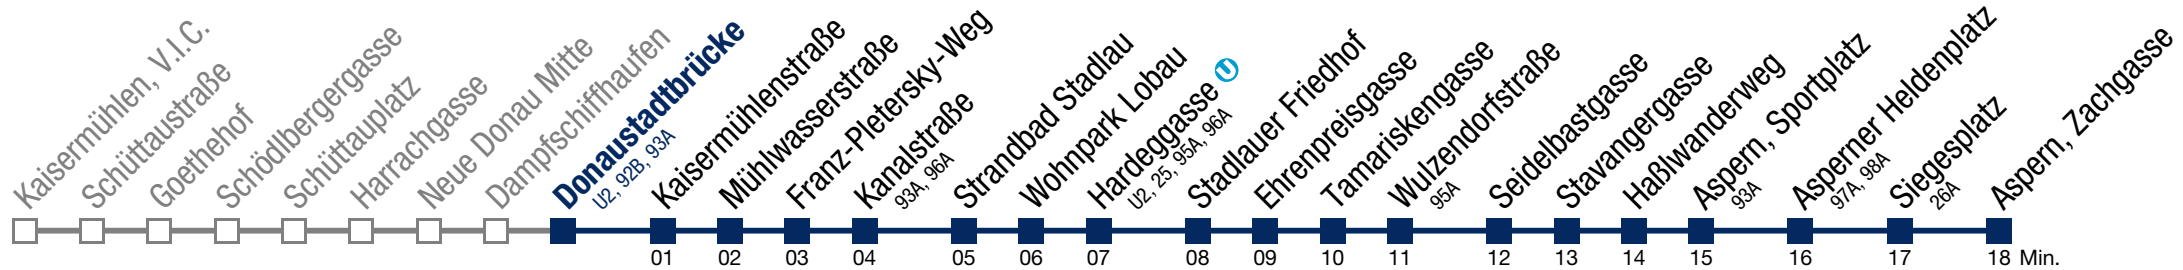 Kaisermühlen, V.I.C.
Schüttaustraße
Goethehof
Schödlbergergasse
Schüttauplatz
Harrachgasse
Neue Donau Mitte
Dampfschiffhaufen
Donaustadtbrücke
U2, 92B, 93A
Kaisermühlenstraße
Mühlwasserstraße
Franz-Pletersky-Weg
Kanalstraße
93A, 96A
Strandbad Stadlau
Wohnpark Lobau
Hardeggasse U
U2, 25, 95A, 96A
Stadlauer Friedhof
Ehrenpreisgasse
Tamariskengasse
Wulzendorfstraße
95A
Seidelbastgasse
Stavangergasse
Haßlwanderweg
Aspern, Sportplatz
93A
Asperner Heldenplatz
97A, 98A
Siegesplatz
26A
Aspern, Zachgasse
01 02 03 04 05 06 07 08 09 10 11 12 13 14 15 16 17 18 Min.